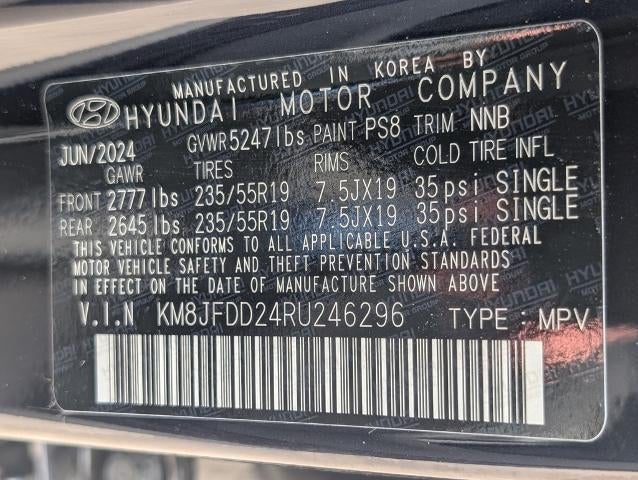 MANUFACTURED IN KOREA BY
HYUNDAI MOTOR COMPANY
JUN/2024 GVWR 5247 lbs PAINT PS8 TRIM NNB
GAWR TIRES RIMS COLD TIRE INFL
FRONT 2777 lbs 235/55R19 7.5JX19 35 psi SINGLE
REAR 2645 lbs 235/55R19 7.5JX19 35 psi SINGLE
THIS VEHICLE CONFORMS TO ALL APPLICABLE U.S.A. FEDERAL
MOTOR VEHICLE SAFETY AND THEFT PREVENTION STANDARDS
IN EFFECT ON THE DATE OF MANUFACTURE SHOWN ABOVE
V.I.N KM8JFDD24RU246296 TYPE : MPV